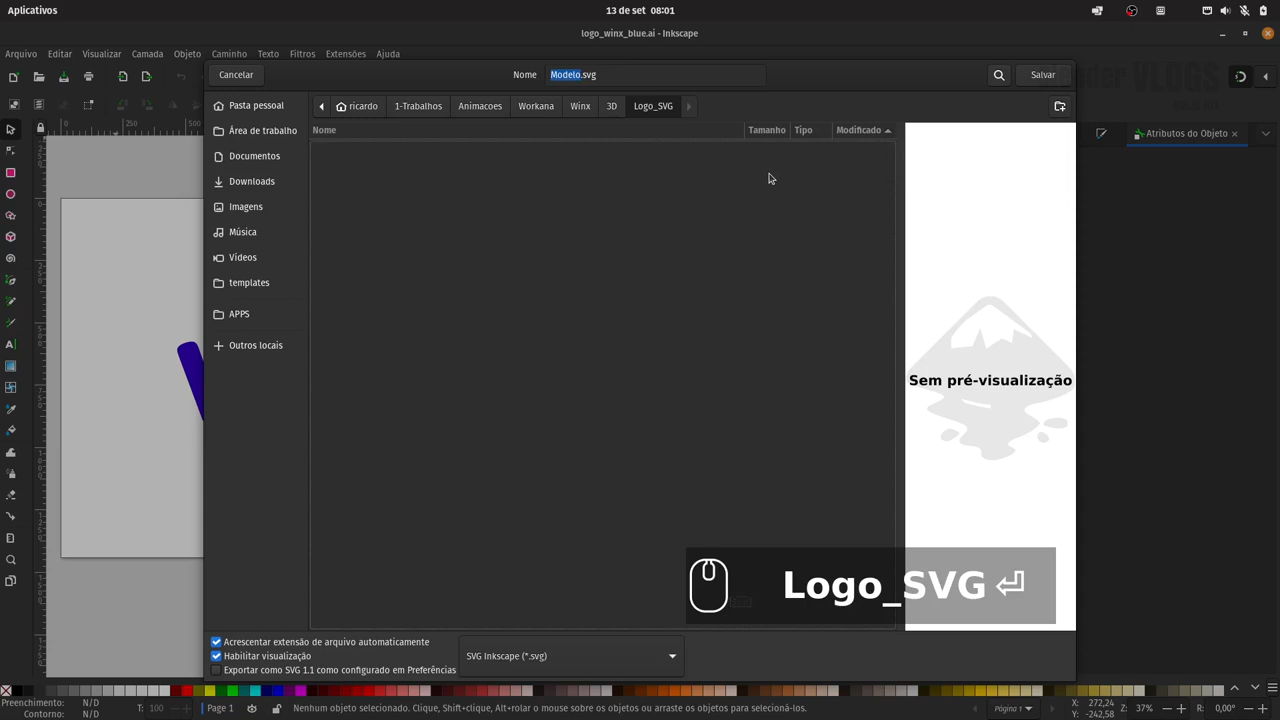 Aplicativos
13 de set 08:01
logo_winx_blue.ai - Inkscape
Arquivo Editar Visualizar Camada Objeto Caminho Texto Filtros Extensões Ajuda
Cancelar
Nome
Modelo.svg
Salvar
VLOGS
Pasta pessoal
ricardo
1-Trabalhos
Animacoes
Workana
Winx
3D
Logo_SVG
0
250
500
Área de trabalho
Nome
Tamanho
Tipo
Modificado
Atributos do Objeto
Documentos
Downloads
Imagens
Música
Vídeos
templates
APPS
Outros locais
Sem pré-visualização
Logo_SVG ⏎
Acrescentar extensão de arquivo automaticamente
Habilitar visualização
SVG Inkscape (*.svg)
Exportar como SVG 1.1 como configurado em Preferências
Preenchimento: N/D
Contorno: N/D
T: 100
Page 1
Nenhum objeto selecionado. Clique, Shift+clique, Alt+rolar o mouse sobre os objetos ou arraste os objetos para selecioná-los.
Página 1
X: 272,24
Y: -242,58
Z: 37%
R: 0,00°